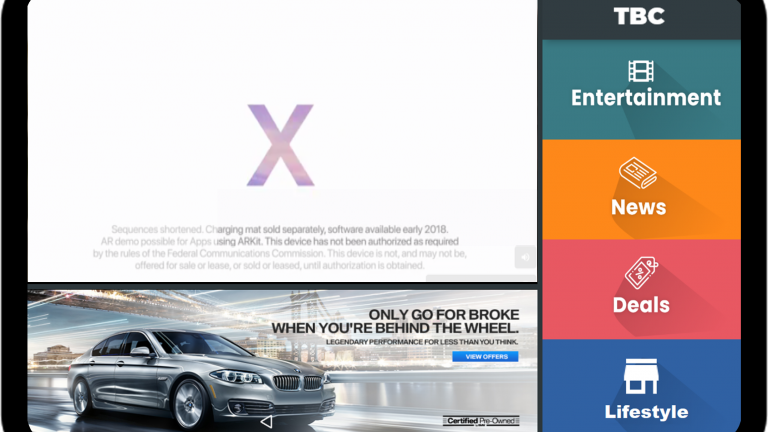 X
Sequences shortened. Charging mat sold separately, software available early 2018.
AR demo possible for Apps using ARKit. This device has not been authorized as required
by the rules of the Federal Communications Commission. This device is not, and may not be,
offered for sale or lease, or sold or leased, until authorization is obtained.
ONLY GO FOR BROKE
WHEN YOU'RE BEHIND THE WHEEL.
LEGENDARY PERFORMANCE FOR LESS THAN YOU THINK.
VIEW OFFERS
Certified Pre-Owned
TBC
Entertainment
News
Deals
Lifestyle